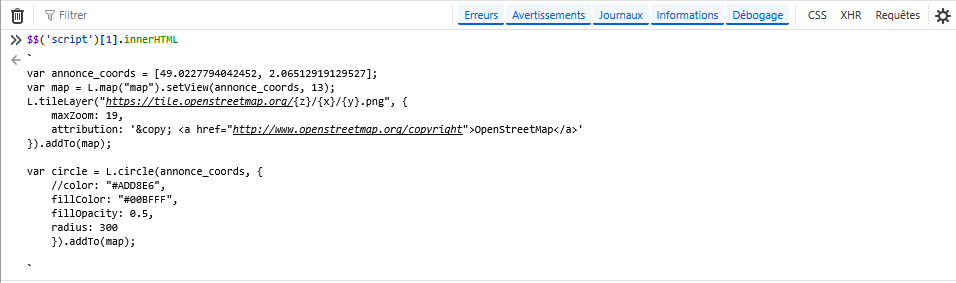 Filtrer Erreurs Avertissements Journaux Informations Débogage CSS XHR Requêtes
$$('script')[1].innerHTML
`
var annonce_coords = [49.0227794042452, 2.06512919129527];
var map = L.map("map").setView(annonce_coords, 13);
L.tileLayer("https://tile.openstreetmap.org/{z}/{x}/{y}.png", {
    maxZoom: 19,
    attribution: '&copy; <a href="http://www.openstreetmap.org/copyright">OpenStreetMap</a>'
}).addTo(map);

var circle = L.circle(annonce_coords, {
    //color: "#ADD8E6",
    fillColor: "#00BFFF",
    fillOpacity: 0.5,
    radius: 300
    }).addTo(map);

`